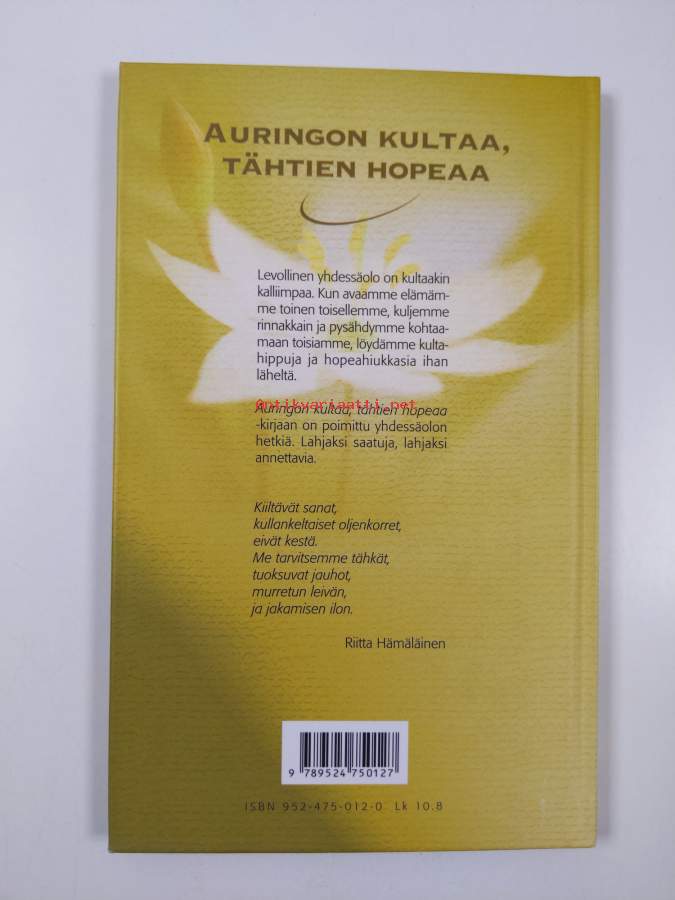 AURINGON KULTAA,
TÄHTIEN HOPEAA
Levollinen yhdessäolo on kultaakin
kalliimpaa. Kun avaamme elämäm-
me toinen toisellemme, kuljemme
rinnakkain ja pysähdymme kohtaa-
maan toisiamme, löydämme kulta-
hippuja ja hopeahiukkasia ihan
läheltä.
Antikvariaatti.net
Auringon kultaa, tähtien hopeaa
-kirjaan on poimittu yhdessäolon
hetkiä. Lahjaksi saatuja, lahjaksi
annettavia.
Kiiltävät sanat,
kullankeltaiset oljenkorret,
eivät kestä.
Me tarvitsemme tähkät,
tuoksuvat jauhot,
murretun leivän,
ja jakamisen ilon.
Riitta Hämäläinen
9 789524 750127
ISBN 952-475-012-0 Lk 10.8